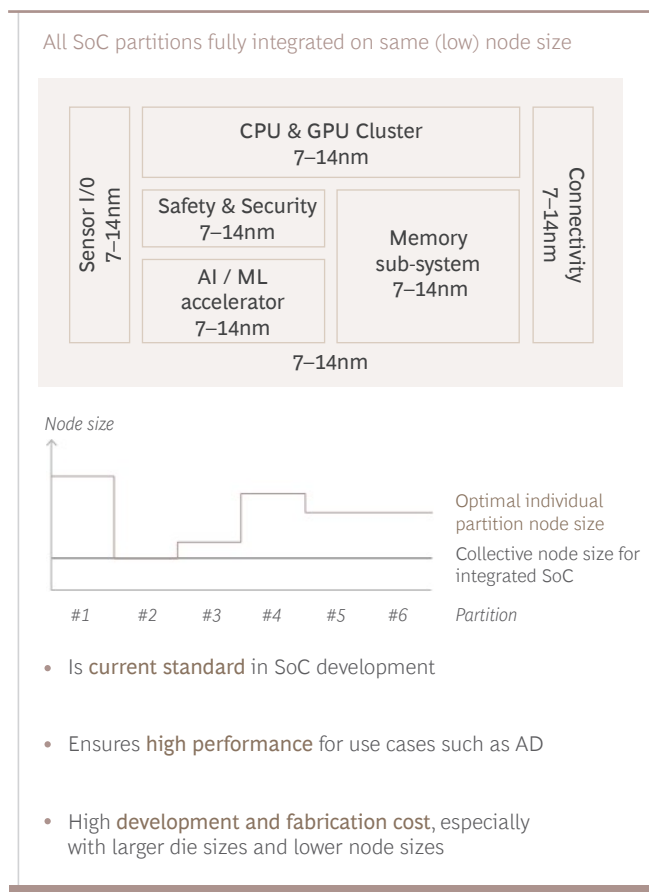 All SoC partitions fully integrated on same (low) node size
Sensor I/0
7–14nm
CPU & GPU Cluster
7–14nm
Safety & Security
7–14nm
AI / ML
accelerator
7–14nm
Memory
sub-system
7–14nm
Connectivity
7–14nm
7–14nm
Node size
Optimal individual
partition node size
Collective node size for
integrated SoC
#1 #2 #3 #4 #5 #6 Partition
• Is current standard in SoC development
• Ensures high performance for use cases such as AD
• High development and fabrication cost, especially
with larger die sizes and lower node sizes